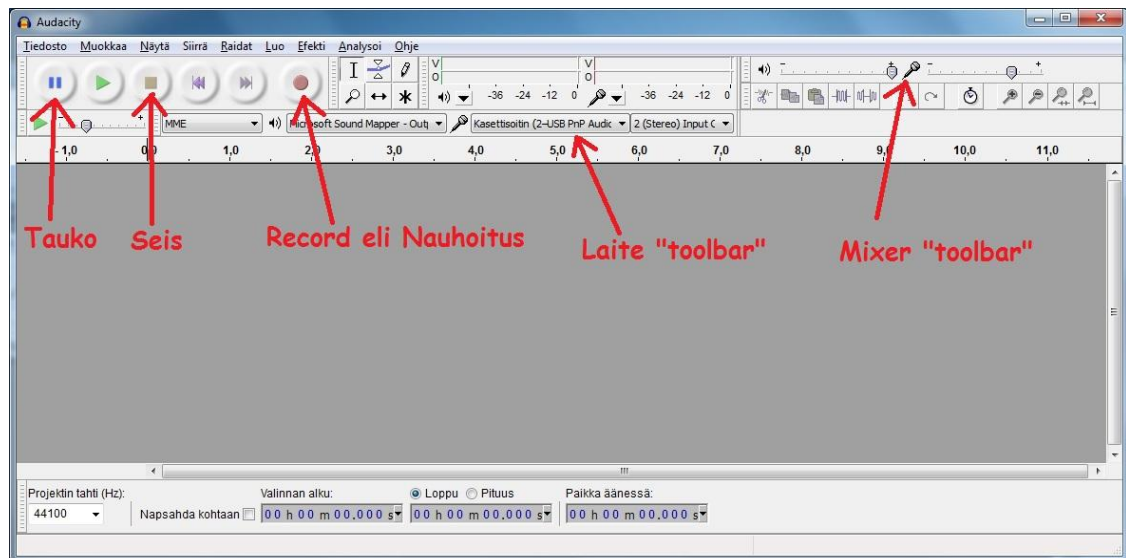 Audacity
Tiedosto Muokkaa Näytä Siirrä Raidat Luo Efekti Analysoi Ohje
V
O
V
O
-36 -24 -12 0
-36 -24 -12 0
MME
Microsoft Sound Mapper - Outp
Kasettisoitin (2-USB PnP Audic
2 (Stereo) Input C
- 1,0 0,0 1,0 2,0 3,0 4,0 5,0 6,0 7,0 8,0 9,0 10,0 11,0
Tauko
Seis
Record eli Nauhoitus
Laite "toolbar"
Mixer "toolbar"
Projektin tahti (Hz):
Valinnan alku:
Loppu
Pituus
Paikka äänessä:
44100
Napsahda kohtaan
00 h 00 m 00,000 s
00 h 00 m 00,000 s
00 h 00 m 00,000 s